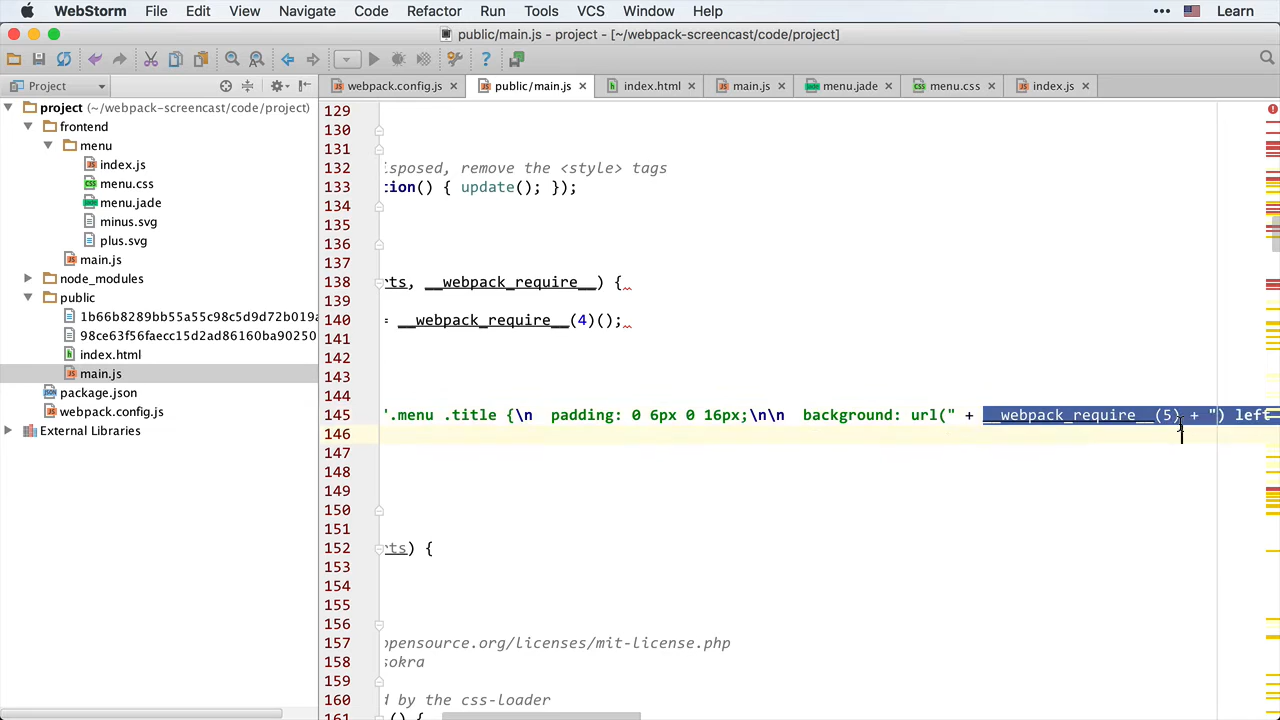 WebStorm File Edit View Navigate Code Refactor Run Tools VCS Window Help Learn
public/main.js - project - [~/webpack-screencast/code/project]
Project
webpack.config.js public/main.js index.html main.js menu.jade menu.css index.js
project (~/webpack-screencast/code/project)
frontend
menu
index.js
menu.css
menu.jade
minus.svg
plus.svg
main.js
node_modules
public
1b66b8289bb55a55c98c5d9d72b019a
98ce63f56faecc15d2ad86160ba90250
index.html
main.js
package.json
webpack.config.js
External Libraries
129
130
131
132 isposed, remove the <style> tags
133 tion() { update(); });
134
135
136
137
138 rts, __webpack_require__) {
139
140 = __webpack_require__(4)();
141
142
143
144
145 ".menu .title {\n  padding: 0 6px 0 16px;\n\n  background: url(" + __webpack_require__(5) + ") left
146
147
148
149
150
151
152 rts) {
153
154
155
156
157 opensource.org/licenses/mit-license.php
158 sokra
159
160 d by the css-loader
161 () {